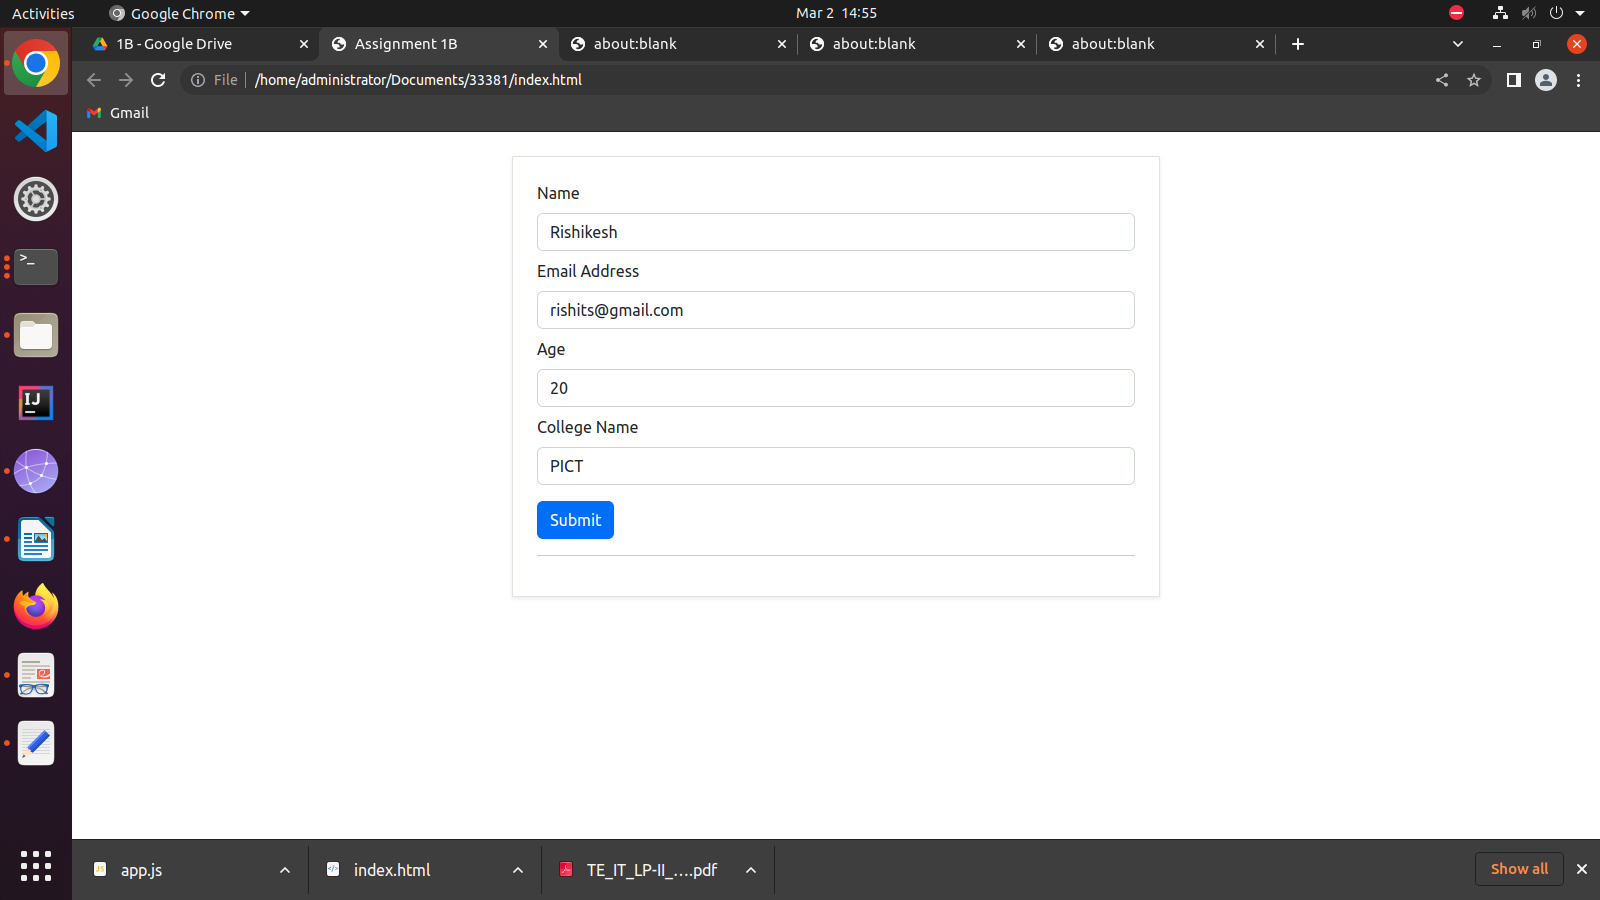 Activities Google Chrome Mar 2 14:55
1B - Google Drive Assignment 1B about:blank about:blank about:blank
File /home/administrator/Documents/33381/index.html
Gmail
Name
Rishikesh
Email Address
rishits@gmail.com
Age
20
College Name
PICT
Submit
app.js index.html TE_IT_LP-II_....pdf Show all